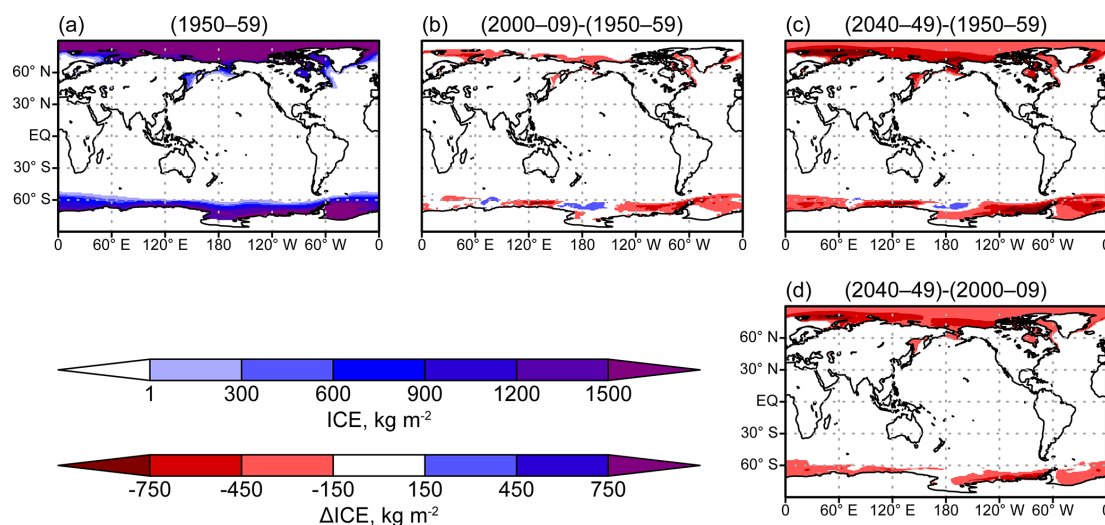 (a) (1950–59)
(b) (2000–09)-(1950–59)
(c) (2040–49)-(1950–59)
60° N
30° N
EQ
30° S
60° S
0 60° E 120° E 180° 120° W 60° W 0
0 60° E 120° E 180° 120° W 60° W 0
0 60° E 120° E 180° 120° W 60° W 0
(d) (2040–49)-(2000–09)
60° N
30° N
EQ
30° S
60° S
0 60° E 120° E 180° 120° W 60° W 0
1 300 600 900 1200 1500
ICE, kg m-2
-750 -450 -150 150 450 750
ΔICE, kg m-2